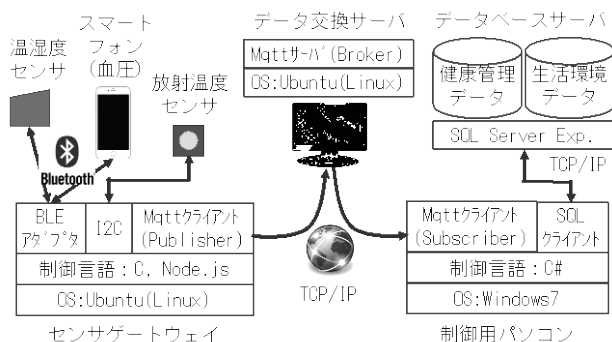 温湿度
センサ
スマート
フォン
(血圧)
放射温度
センサ
Bluetooth
データ交換サーバ
Mqttサーバ(Broker)
OS:Ubuntu(Linux)
データベースサーバ
健康管理
データ
生活環境
データ
SQL Server Exp.
TCP/IP
BLE
アダプタ
I2C
Mqttクライアント
(Publisher)
制御言語：C, Node.js
OS:Ubuntu(Linux)
センサゲートウェイ
TCP/IP
Mqttクライアント
(Subscriber)
SQL
クライアント
制御言語：C#
OS:Windows7
制御用パソコン